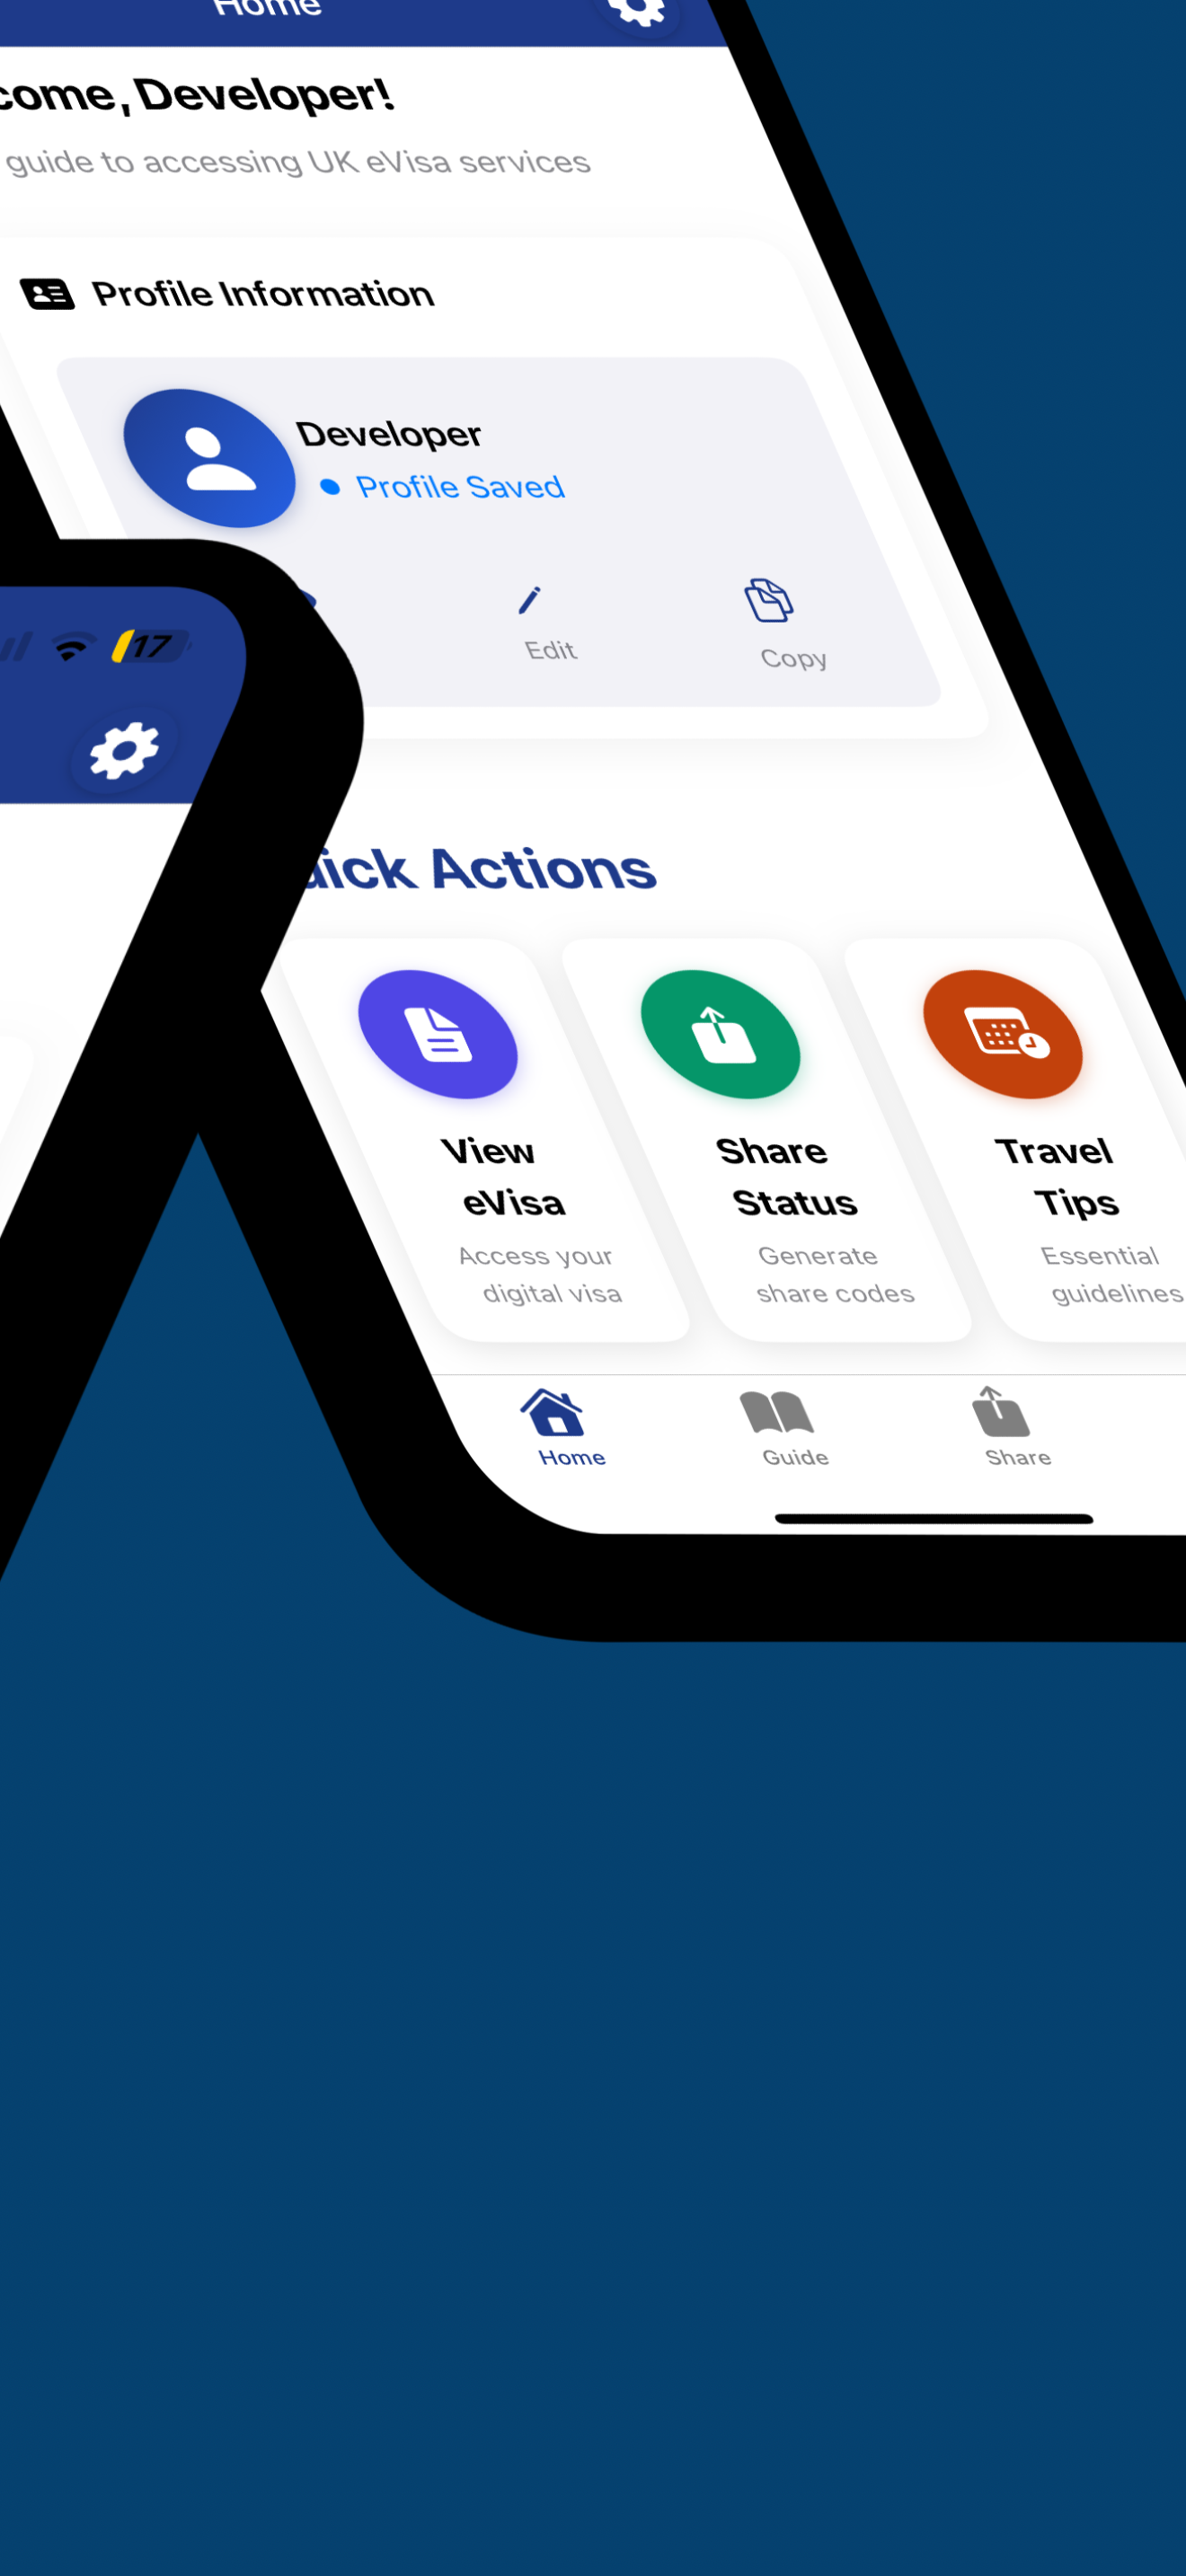 Home
come, Developer!
guide to accessing UK eVisa services
Profile Information
Developer
Profile Saved
Edit
Copy
17
ick Actions
View
eVisa
Access your
digital visa
Share
Status
Generate
share codes
Travel
Tips
Essential
guidelines
Home
Guide
Share